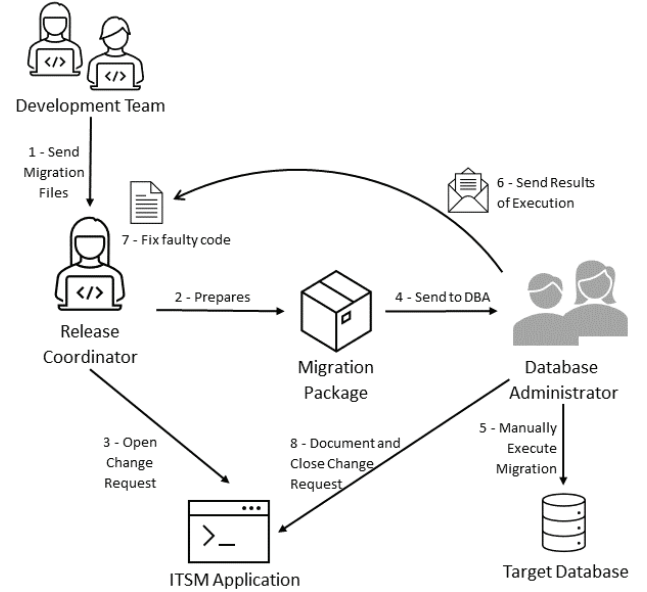 Development Team
1 - Send
Migration
Files
6 - Send Results
of Execution
7 - Fix faulty code
2 - Prepares
4 - Send to DBA
Release
Coordinator
Migration
Package
Database
Administrator
3 - Open
Change
Request
8 - Document and
Close Change
Request
5 - Manually
Execute
Migration
ITSM Application
Target Database